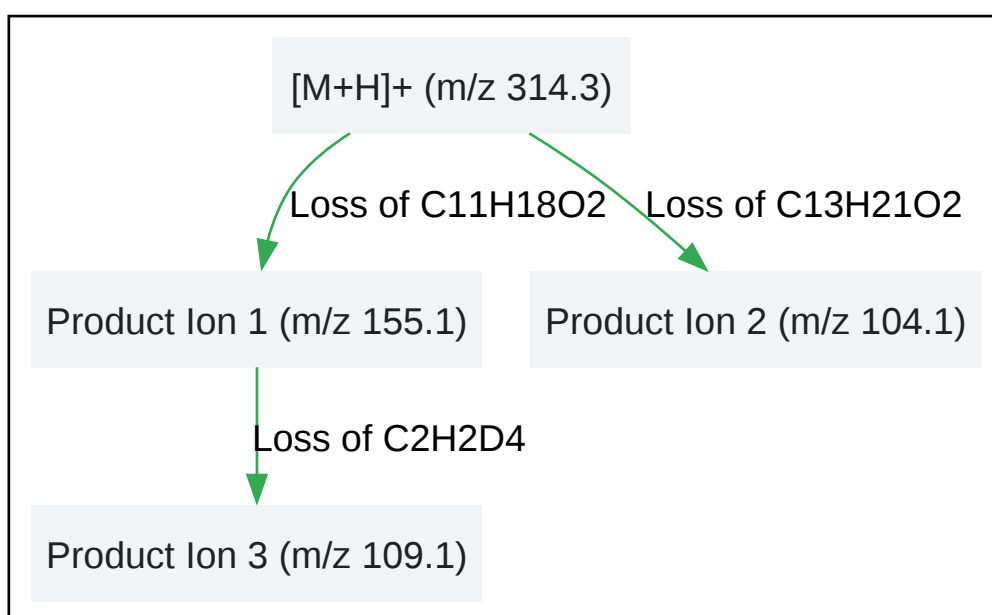 [M+H]+ (m/z 314.3)
Loss of C11H18O2
Loss of C13H21O2
Product Ion 1 (m/z 155.1)
Product Ion 2 (m/z 104.1)
Loss of C2H2D4
Product Ion 3 (m/z 109.1)